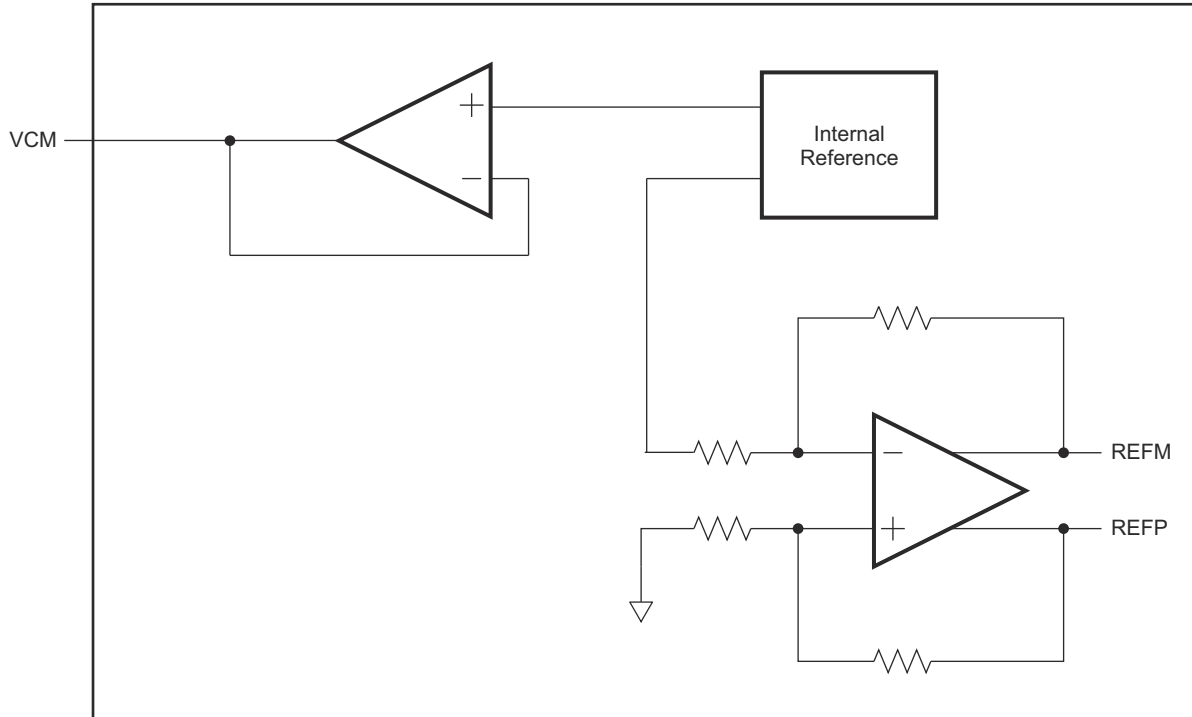 VCM
+
−
Internal
Reference
−
REFM
+
REFP